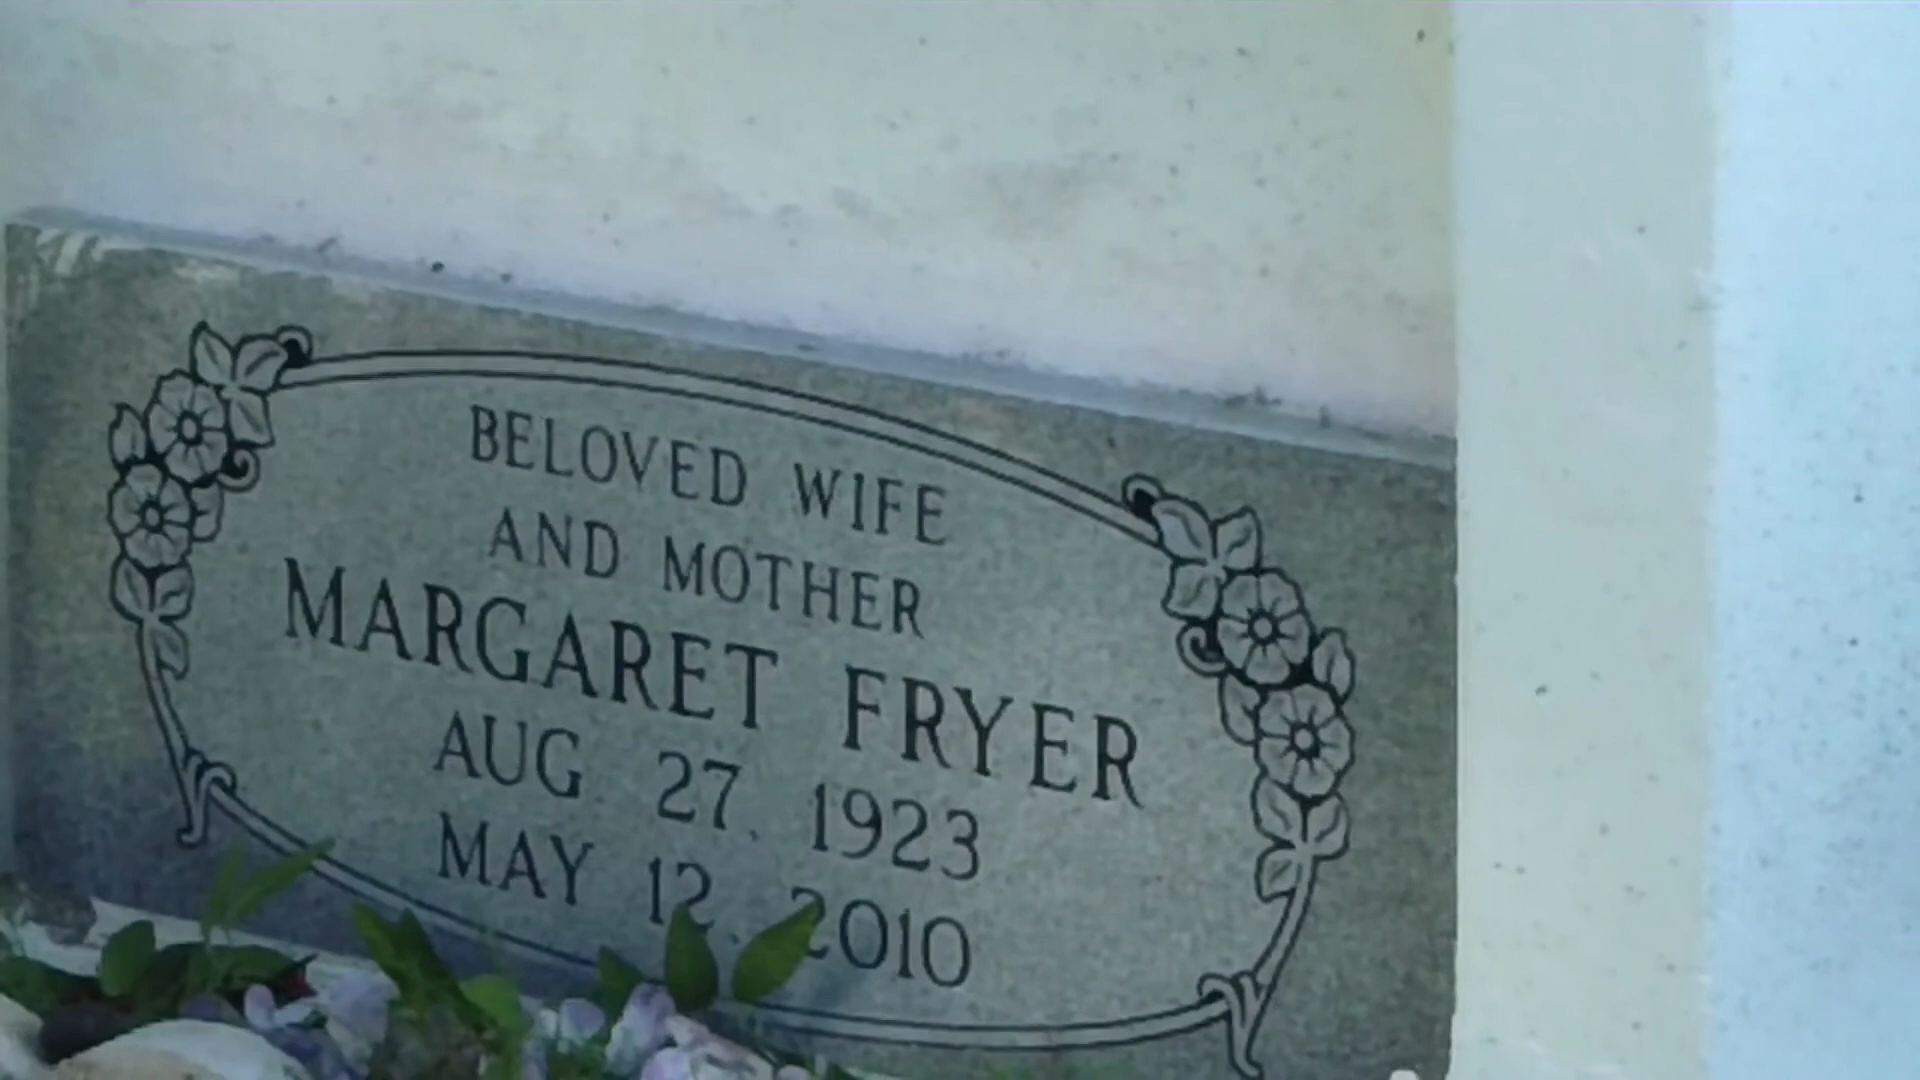 BELOVED WIFE
AND MOTHER
MARGARET FRYER
AUG 27, 1923
MAY 12, 2010